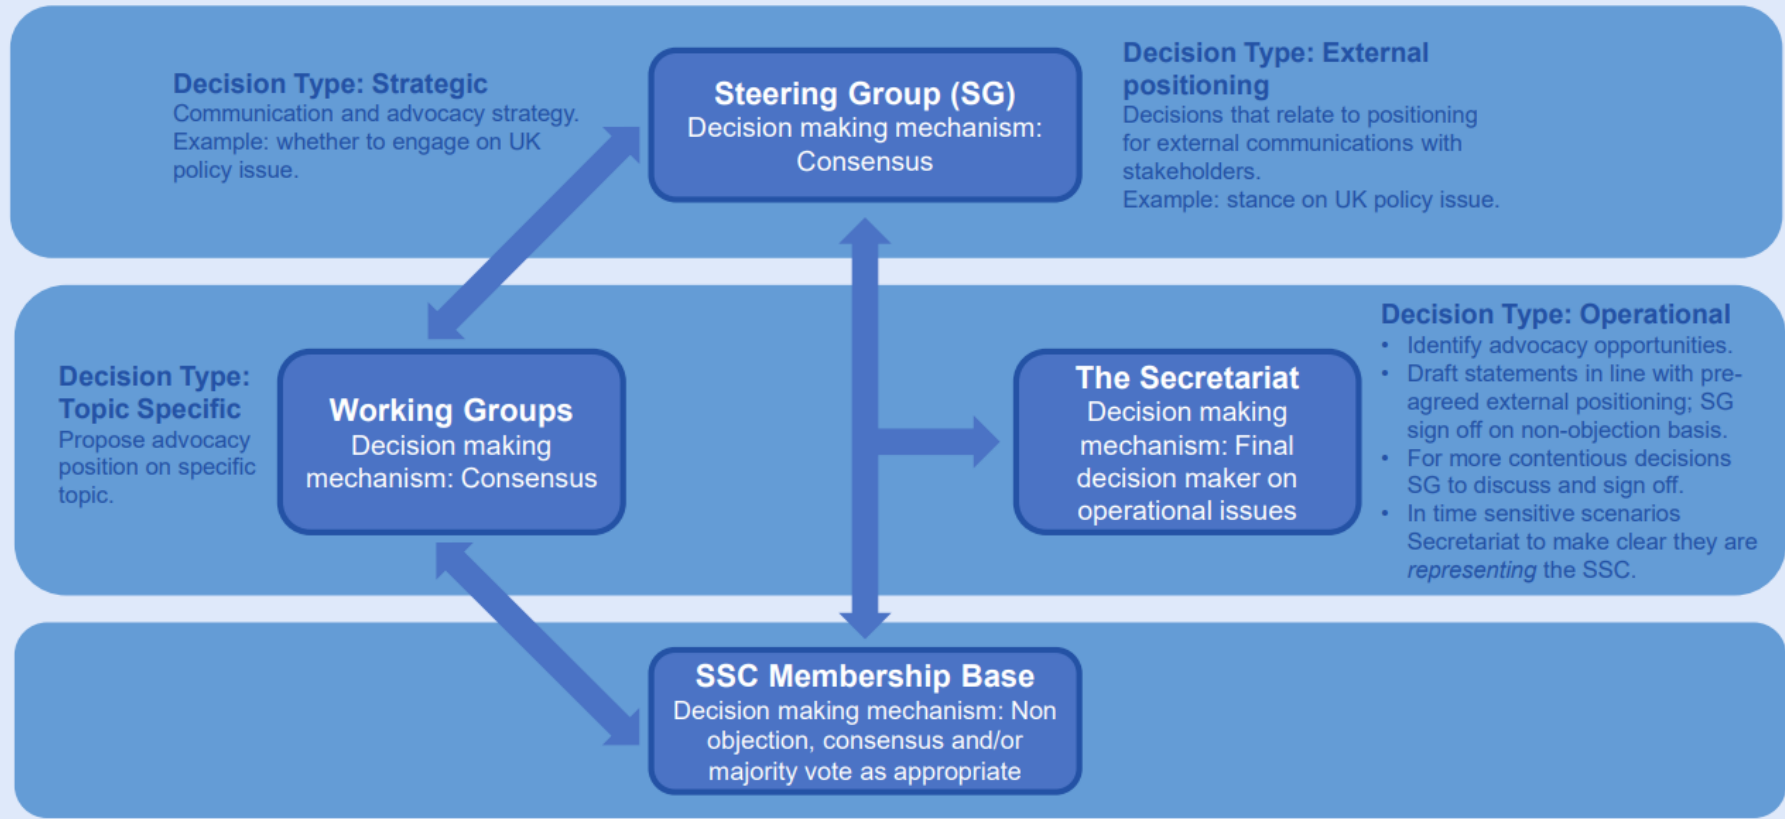 Decision Type: Strategic
Communication and advocacy strategy.
Example: whether to engage on UK
policy issue.
Steering Group (SG)
Decision making mechanism:
Consensus
Decision Type: External
positioning
Decisions that relate to positioning
for external communications with
stakeholders.
Example: stance on UK policy issue.
Decision Type:
Topic Specific
Propose advocacy
position on specific
topic.
Working Groups
Decision making
mechanism: Consensus
The Secretariat
Decision making
mechanism: Final
decision maker on
operational issues
Decision Type: Operational
• Identify advocacy opportunities.
• Draft statements in line with pre-
agreed external positioning; SG
sign off on non-objection basis.
• For more contentious decisions
SG to discuss and sign off.
• In time sensitive scenarios
Secretariat to make clear they are
representing the SSC.
SSC Membership Base
Decision making mechanism: Non
objection, consensus and/or
majority vote as appropriate